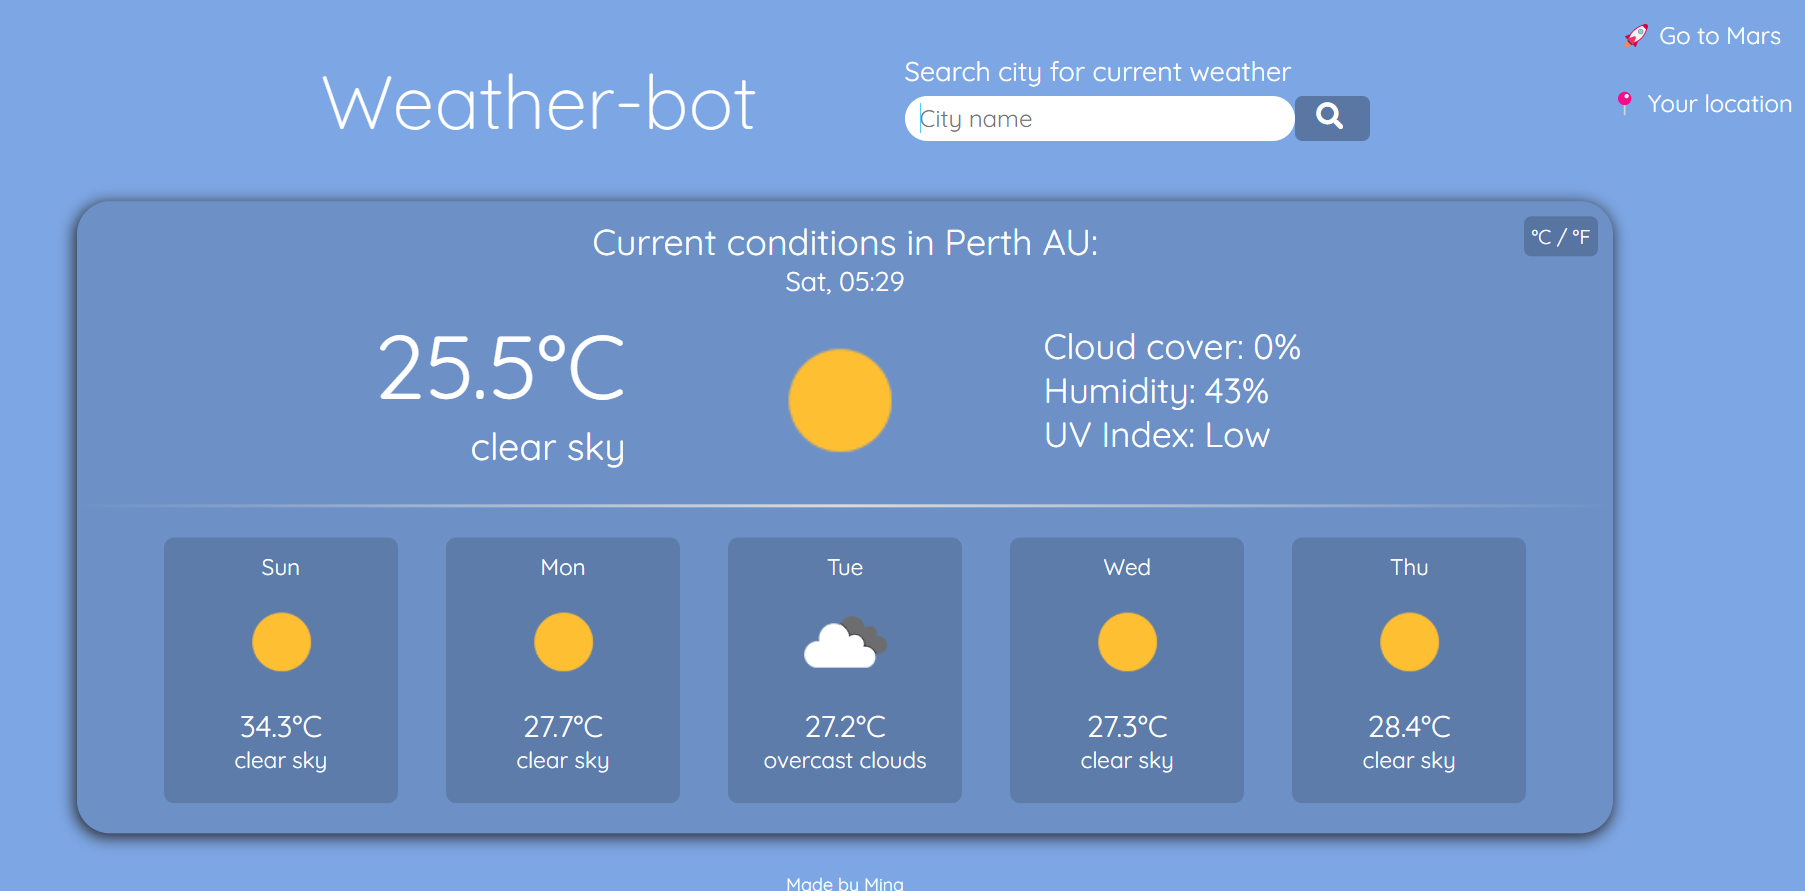 🚀 Go to Mars
Weather-bot
Search city for current weather
City name
📍 Your location
Current conditions in Perth AU:
°C / °F
Sat, 05:29
25.5°C
clear sky
Cloud cover: 0%
Humidity: 43%
UV Index: Low
Sun
34.3°C
clear sky
Mon
27.7°C
clear sky
Tue
27.2°C
overcast clouds
Wed
27.3°C
clear sky
Thu
28.4°C
clear sky
Made by Ming